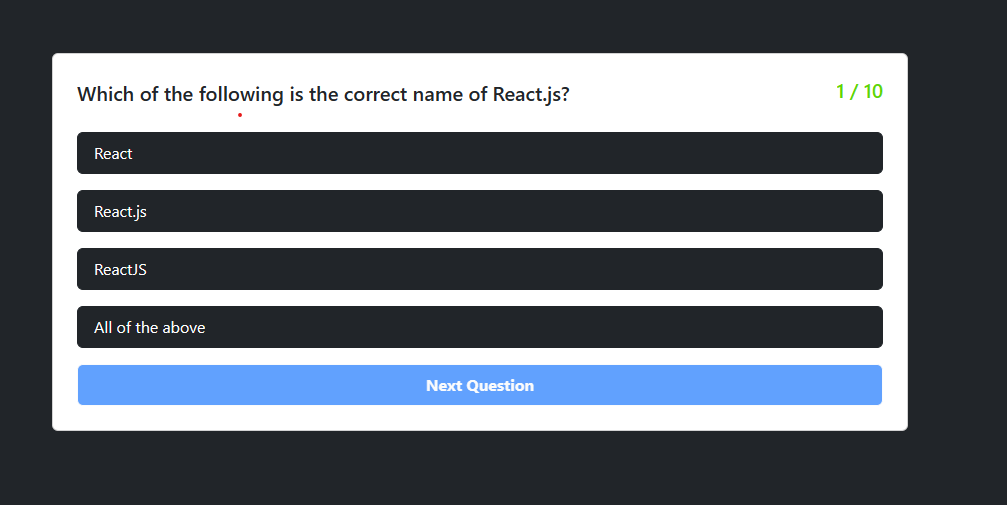 Which of the following is the correct name of React.js?
1 / 10
React
React.js
ReactJS
All of the above
Next Question